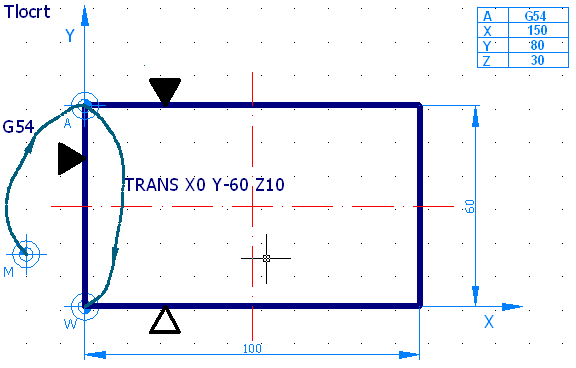 Tlocrt
Y
A G54
X 150
Y 80
Z 30
A
G54
TRANS X0 Y-60 Z10
60
M
W
X
100